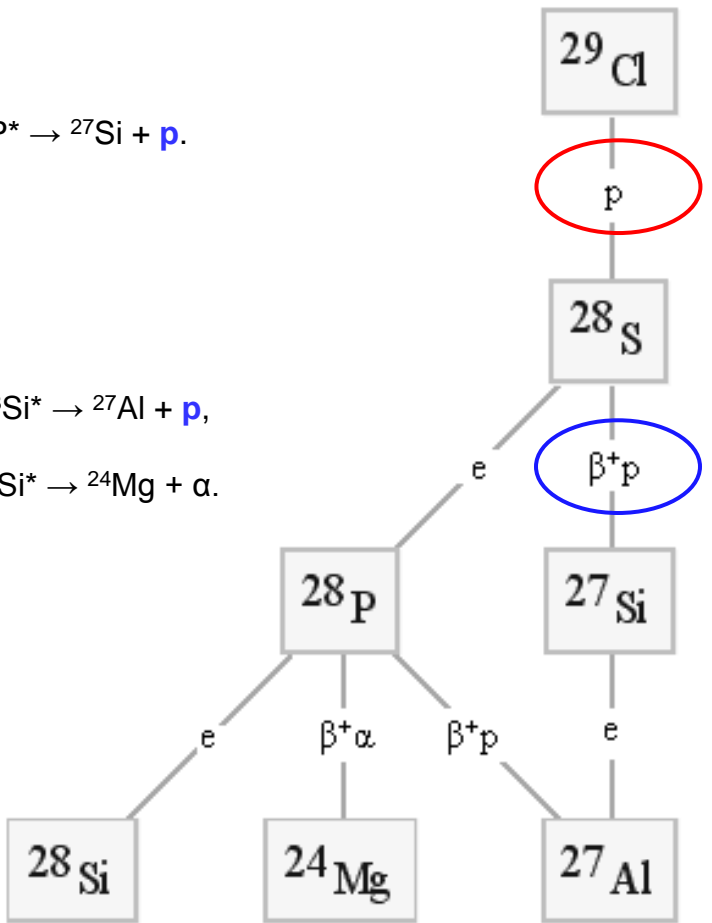 ²⁹Cl
P* → ²⁷Si + p.
p
²⁸S
Si* → ²⁷Al + p,
e
β⁺p
Si* → ²⁴Mg + α.
²⁸P
²⁷Si
e
β⁺α
β⁺p
e
²⁸Si
²⁴Mg
²⁷Al